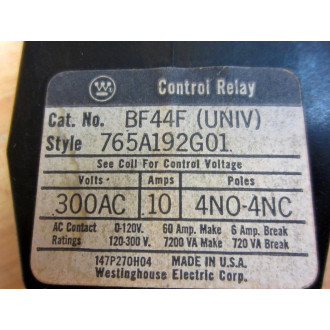 W
Control Relay
Cat. No. BF44F (UNIV)
Style 765A192G01
See Coil For Control Voltage
Volts Amps Poles
300AC 10 4NO-4NC
AC Contact 0-120V. 60 Amp. Make 6 Amp. Break
Ratings 120-300 V. 7200 VA Make 720 VA Break
147P270H04 MADE IN U.S.A.
Westinghouse Electric Corp.